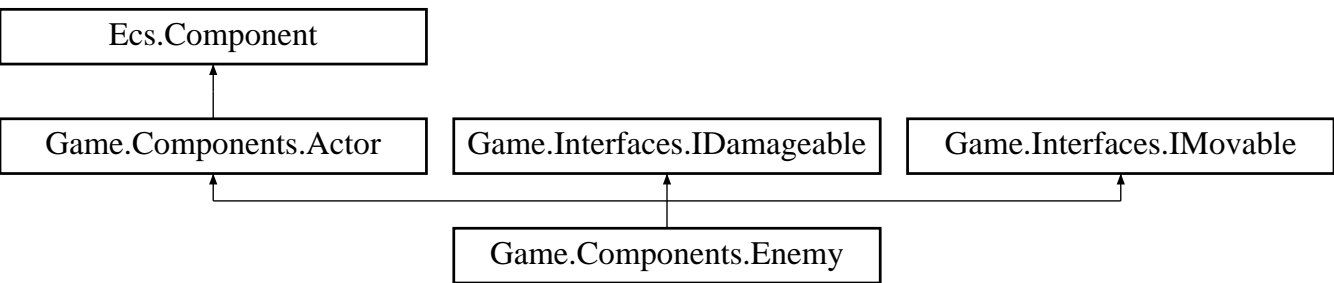 Ecs.Component
Game.Components.Actor
Game.Interfaces.IDamageable
Game.Interfaces.IMovable
Game.Components.Enemy